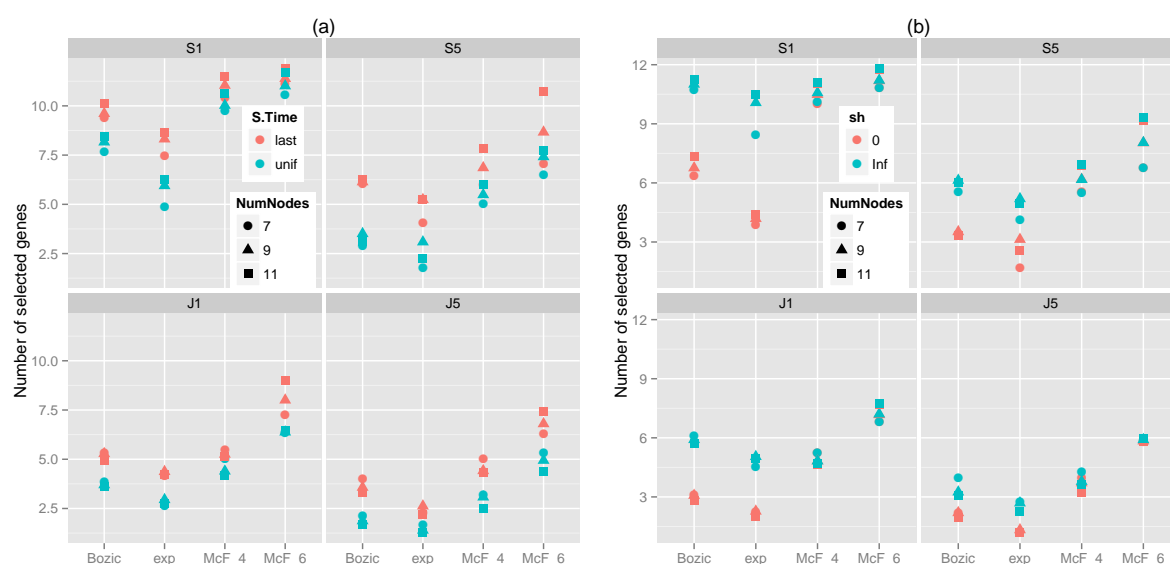 (a)
S1
S5
10.0
7.5
5.0
2.5
S.Time
last
unif
NumNodes
7
9
11
J1
J5
10.0
7.5
5.0
2.5
Number of selected genes
Bozic
exp
McF_4
McF_6
Bozic
exp
McF_4
McF_6
(b)
S1
S5
12
9
6
3
sh
0
Inf
NumNodes
7
9
11
J1
J5
12
9
6
3
Number of selected genes
Bozic
exp
McF_4
McF_6
Bozic
exp
McF_4
McF_6